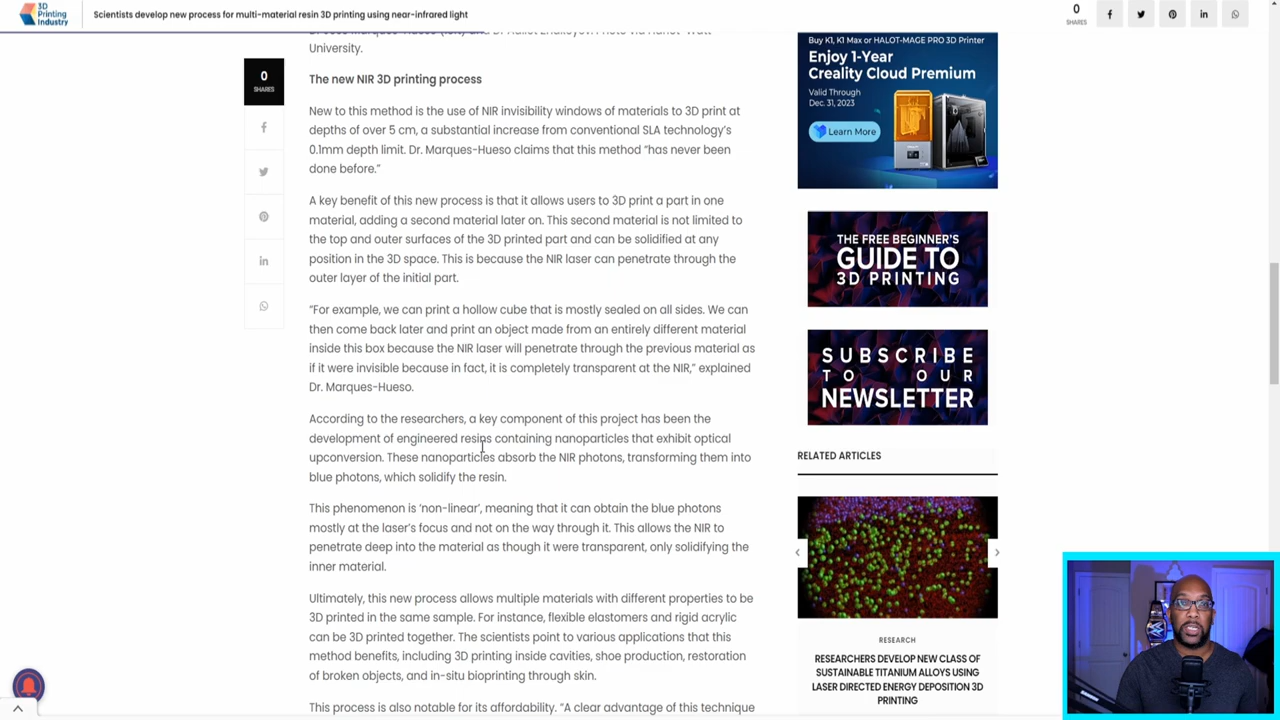 3D Printing Industry
Scientists develop new process for multi-material resin 3D printing using near-infrared light
0
SHARES
University.
0
SHARES
The new NIR 3D printing process
New to this method is the use of NIR invisibility windows of materials to 3D print at
depths of over 5 cm, a substantial increase from conventional SLA technology's
0.1mm depth limit. Dr. Marques-Hueso claims that this method “has never been
done before.”
A key benefit of this new process is that it allows users to 3D print a part in one
material, adding a second material later on. This second material is not limited to
the top and outer surfaces of the 3D printed part and can be solidified at any
position in the 3D space. This is because the NIR laser can penetrate through the
outer layer of the initial part.
“For example, we can print a hollow cube that is mostly sealed on all sides. We can
then come back later and print an object made from an entirely different material
inside this box because the NIR laser will penetrate through the previous material as
if it were invisible because in fact, it is completely transparent at the NIR,” explained
Dr. Marques-Hueso.
According to the researchers, a key component of this project has been the
development of engineered resins containing nanoparticles that exhibit optical
upconversion. These nanoparticles absorb the NIR photons, transforming them into
blue photons, which solidify the resin.
This phenomenon is ‘non-linear’, meaning that it can obtain the blue photons
mostly at the laser's focus and not on the way through it. This allows the NIR to
penetrate deep into the material as though it were transparent, only solidifying the
inner material.
Ultimately, this new process allows multiple materials with different properties to be
3D printed in the same sample. For instance, flexible elastomers and rigid acrylic
can be 3D printed together. The scientists point to various applications that this
method benefits, including 3D printing inside cavities, shoe production, restoration
of broken objects, and in-situ bioprinting through skin.
This process is also notable for its affordability. “A clear advantage of this technique
Buy K1, K1 Max or HALOT-MAGE PRO 3D Printer
Enjoy 1-Year
Creality Cloud Premium
Valid Through
Dec. 31, 2023
Learn More
THE FREE BEGINNER'S
GUIDE TO
3D PRINTING
SUBSCRIBE
TO OUR
NEWSLETTER
RELATED ARTICLES
RESEARCH
RESEARCHERS DEVELOP NEW CLASS OF
SUSTAINABLE TITANIUM ALLOYS USING
LASER DIRECTED ENERGY DEPOSITION 3D
PRINTING